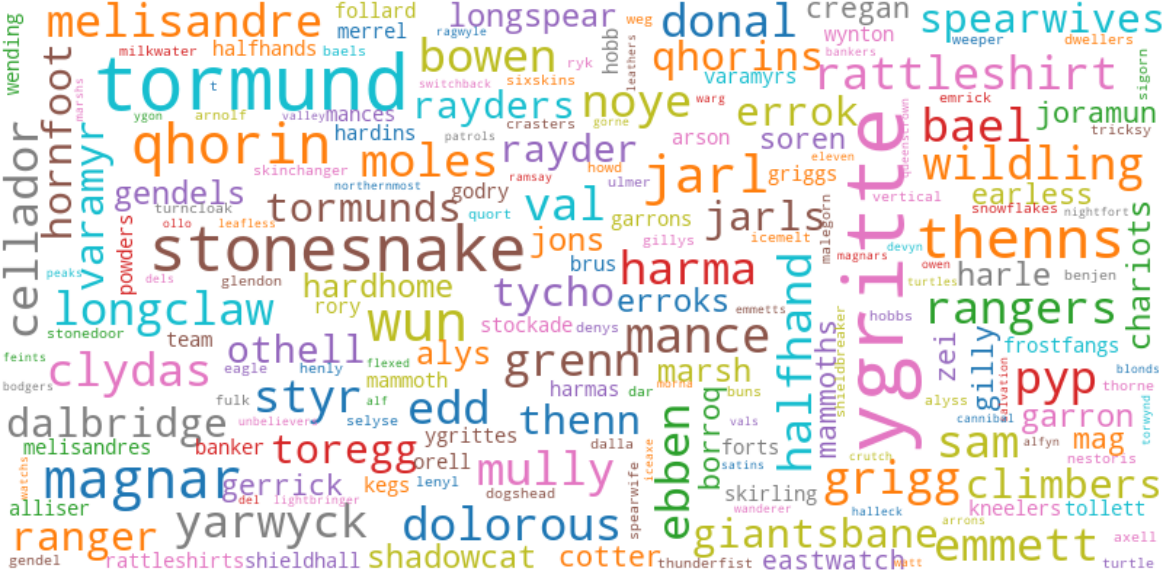 wending
melisandre
follard
merrel
longspear
ragwyle
weg
donal
cregan
wynton
bankers
spearwives
weeper
dwellers
milkwater
halfhands
baels
bowen
ryk
hobb
leathers
qhorins
varamyrs
rattleshirt
sigorn
hornfoot
marshs
tormund
t
switchback
sixskins
rayders
noye
warg
errok
emrick
joramun
tricksy
ygon
arnolf
valley
mances
hardins
patrols
crasters
gorne
arson
soren
queenscrown
bael
cellador
varamyr
qhorin
moles
rayder
howd
ulmer
jarl
eleven
griggs
ygritte
wildling
skinchanger
northernmost
ramsay
gendels
turncloak
godry
quort
val
garrons
jarls
malegorn
vertical
earless
snowflakes
nightfort
powders
ollo
leafless
tormunds
stonesnake
jons
gillys
icemelt
magnars
devyn
thenns
owen
chariots
peaks
dels
glendon
hardhome
brus
harma
halfhand
turtles
harle
benjen
longclaw
rory
tycho
erroks
emmetts
rangers
stonedoor
team
wun
stockade
denys
mance
mammoths
shieldbreaker
hobbs
zei
gilly
frostfangs
feints
clydas
othell
eagle
henly
flexed
alys
grenn
marsh
pyp
blonds
thorne
bodgers
fulk
styr
mammoth
alf
harmas
dar
morna
buns
alyss
salvation
dalbridge
unbelievers
selyse
edd
thenn
ebben
borroq
vals
cannibal
garron
torwynd
melisandres
banker
toregg
ygrittes
dalla
forts
sam
alfyn
mag
nestoris
waTchs
magnar
gerrick
del
lightbringer
kegs
orell
lenyl
mully
dogshead
iceaxe
spearwife
satins
skirling
wanderer
crutch
grigg
climbers
alliser
halleck
kneelers
tollett
ranger
yarwyck
dolorous
giantsbane
arrons
emmett
axell
gendel
rattleshirts
shieldhall
shadowcat
cotter
thunderfist
eastwatch
watt
turtle